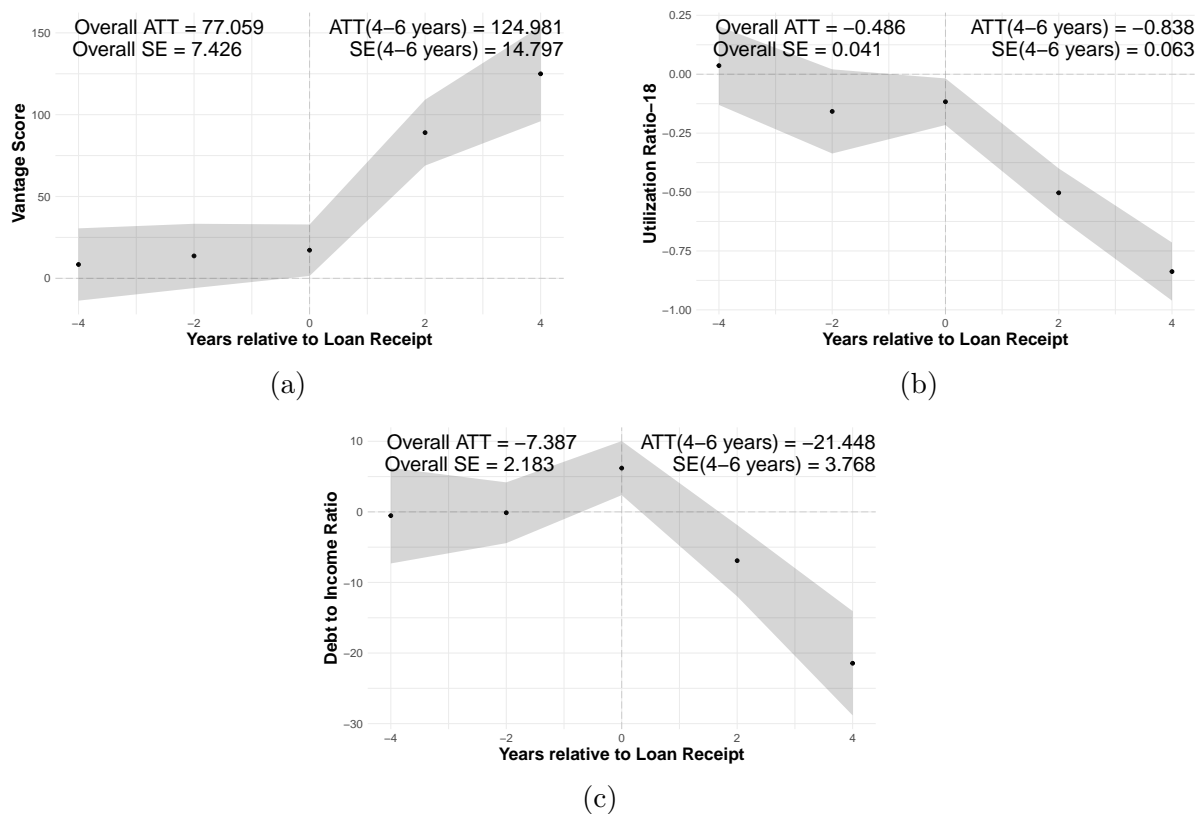 Overall ATT = 77.059 ATT(4−6 years) = 124.981
Overall SE = 7.426 SE(4−6 years) = 14.797
150
100
50
0
Vantage Score
−4 −2 0 2 4
Years relative to Loan Receipt
(a)
Overall ATT = −0.486 ATT(4−6 years) = −0.838
Overall SE = 0.041 SE(4−6 years) = 0.063
0.25
0.00
−0.25
−0.50
−0.75
−1.00
Utilization Ratio−18
−4 −2 0 2 4
Years relative to Loan Receipt
(b)
Overall ATT = −7.387 ATT(4−6 years) = −21.448
Overall SE = 2.183 SE(4−6 years) = 3.768
10
0
−10
−20
−30
Debt to Income Ratio
−4 −2 0 2 4
Years relative to Loan Receipt
(c)